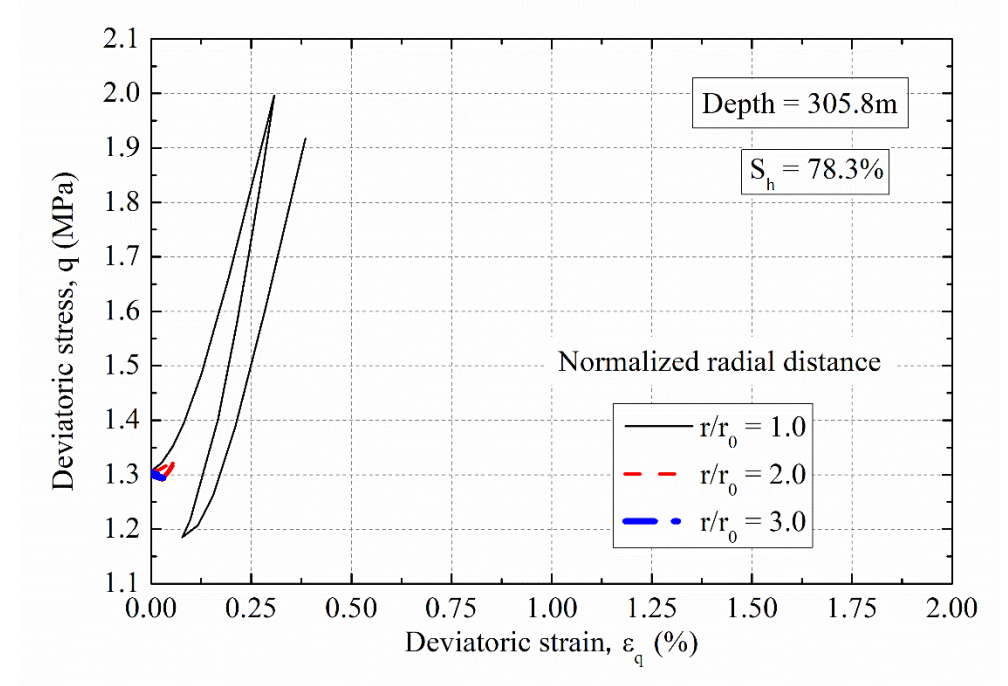 2.1
2.0
1.9
1.8
1.7
1.6
1.5
1.4
1.3
1.2
1.1
Deviatoric stress, q (MPa)
Depth = 305.8m
Sh = 78.3%
Normalized radial distance
r/r0 = 1.0
r/r0 = 2.0
r/r0 = 3.0
0.00 0.25 0.50 0.75 1.00 1.25 1.50 1.75 2.00
Deviatoric strain, εq (%)